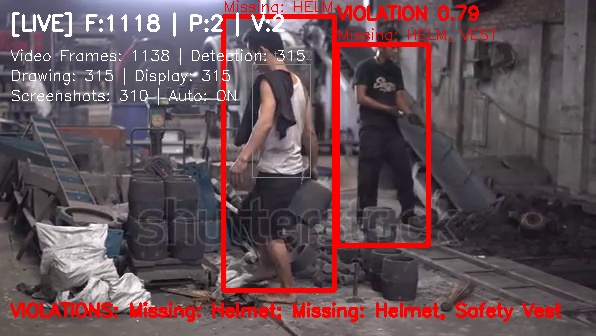 Missing: HELM
VIOLATION 0.79
[LIVE] F:1118 | P:2 | V:2
Missing: HELM, VEST
Video Frames: 1138 | Detection: 315
Drawing: 315 | Display: 315
Screenshots: 310 | Auto: ON
shutterstock
VIOLATIONS: Missing: Helmet; Missing: Helmet, Safety Vest